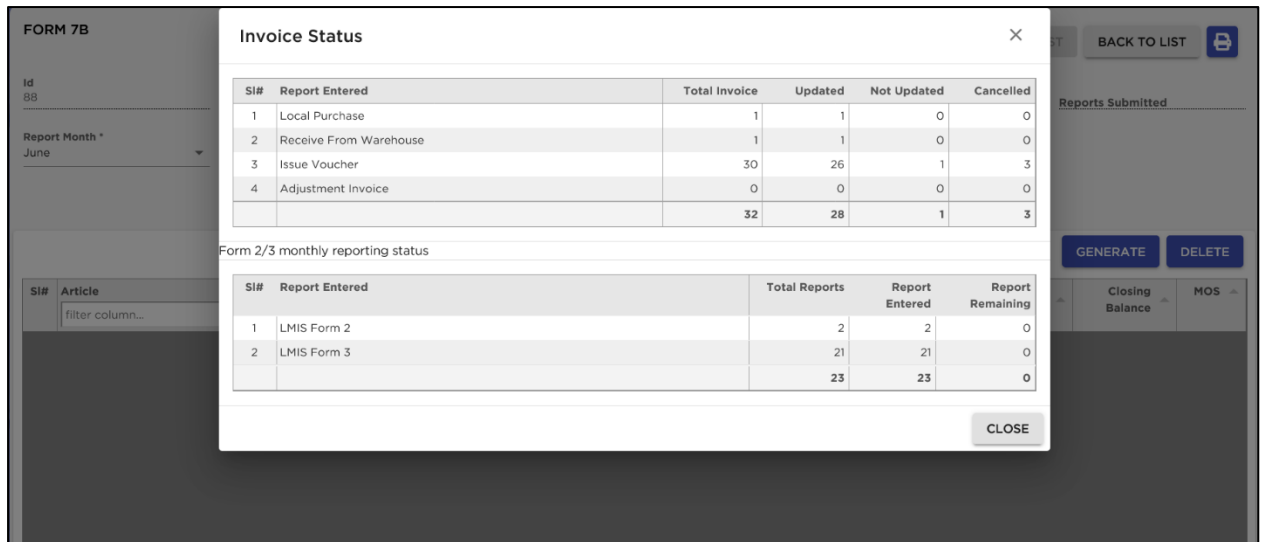 FORM 7B
Invoice Status ×
ST BACK TO LIST
Id
88
Reports Submitted
Report Month *
June
Sl# Report Entered Total Invoice Updated Not Updated Cancelled
1 Local Purchase 1 1 0 0
2 Receive From Warehouse 1 1 0 0
3 Issue Voucher 30 26 1 3
4 Adjustment Invoice 0 0 0 0
32 28 1 3
Form 2/3 monthly reporting status
GENERATE DELETE
Sl# Report Entered Total Reports Report Entered Report Remaining
1 LMIS Form 2 2 2 0
2 LMIS Form 3 21 21 0
23 23 0
Sl# Article Closing Balance MOS
filter column...
CLOSE